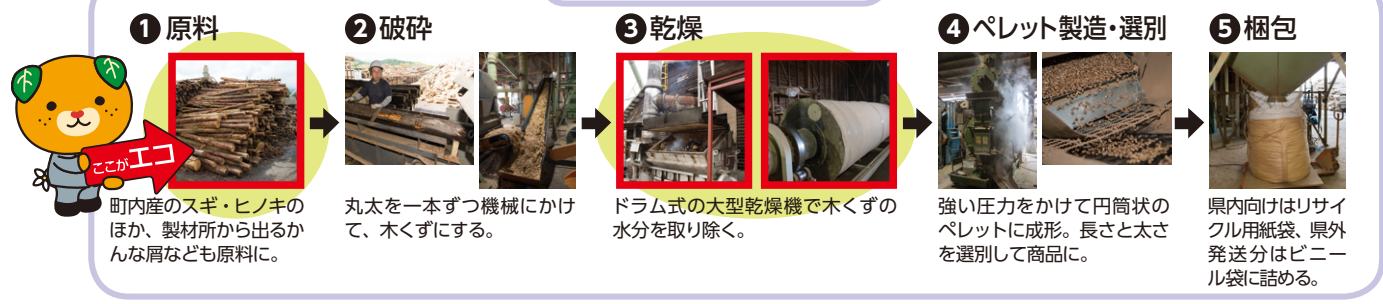 ❶原料
❷破砕
❸乾燥
❹ペレット製造・選別
❺梱包
ここがエコ
町内産のスギ・ヒノキの
ほか、製材所から出るか
んな屑なども原料に。
丸太を一本ずつ機械にかけ
て、木くずにする。
ドラム式の大型乾燥機で木くずの
水分を取り除く。
強い圧力をかけて円筒状の
ペレットに成形。長さと太さ
を選別して商品に。
県内向けはリサイ
クル用紙袋、県外
発送分はビニー
ル袋に詰める。